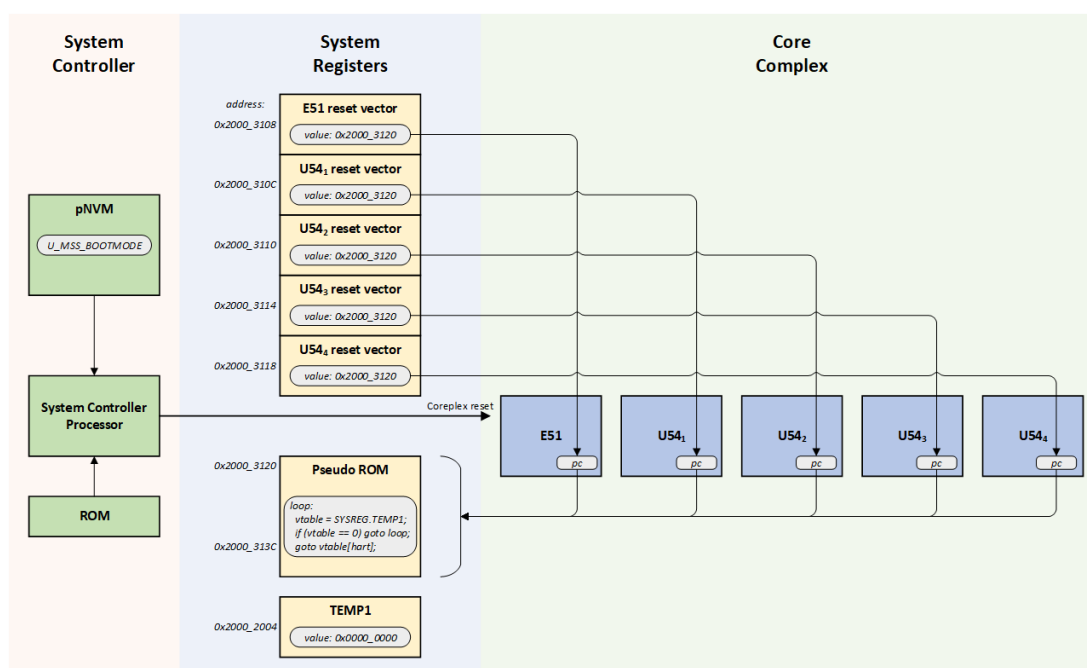 System
Controller
System
Registers
Core
Complex
address:
E51 reset vector
0x2000_3108
value: 0x2000_3120
U54₁ reset vector
0x2000_310C
value: 0x2000_3120
pNVM
U_MSS_BOOTMODE
U54₂ reset vector
0x2000_3110
value: 0x2000_3120
U54₃ reset vector
0x2000_3114
value: 0x2000_3120
U54₄ reset vector
0x2000_3118
value: 0x2000_3120
System Controller
Processor
Coreplex reset
E51
pc
U54₁
pc
U54₂
pc
U54₃
pc
U54₄
pc
ROM
0x2000_3120
Pseudo ROM
loop:
vtable = SYSREG.TEMP1;
if (vtable == 0) goto loop;
goto vtable[hart];
0x2000_313C
TEMP1
0x2000_2004
value: 0x0000_0000